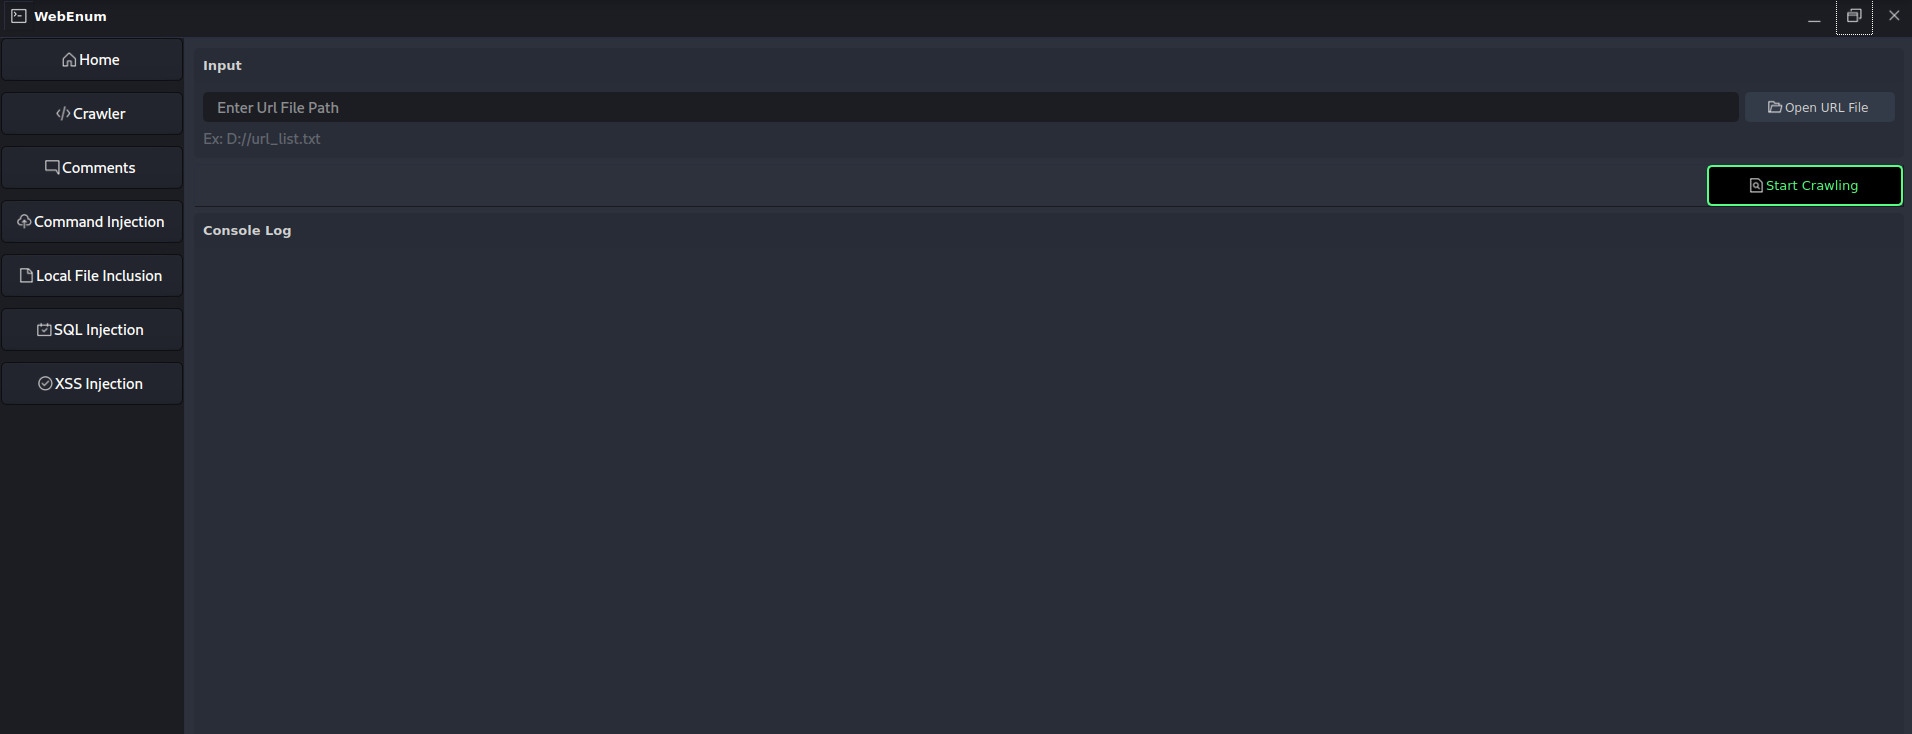 WebEnum
Home
Crawler
Comments
Command Injection
Local File Inclusion
SQL Injection
XSS Injection
Input
Enter Url File Path
Open URL File
Ex: D://url_list.txt
Start Crawling
Console Log